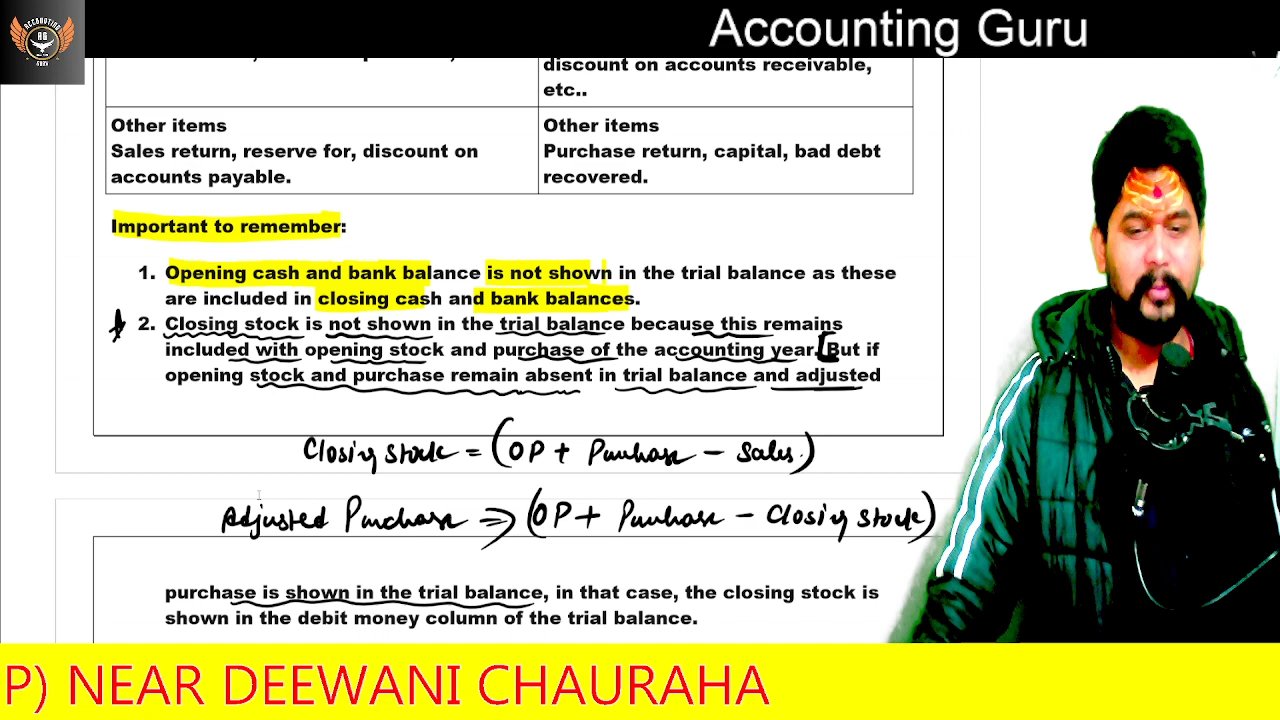 Accounting Guru
ACCOUNTING
AG
GURU
discount on accounts receivable,
etc..
Other items
Sales return, reserve for, discount on
accounts payable.
Other items
Purchase return, capital, bad debt
recovered.
Important to remember:
1. Opening cash and bank balance is not shown in the trial balance as these
are included in closing cash and bank balances.
2. Closing stock is not shown in the trial balance because this remains
included with opening stock and purchase of the accounting year. But if
opening stock and purchase remain absent in trial balance and adjusted
Closing stock = (OP + Purchase - Sales.)
Adjusted Purchase => (OP + Purchase - Closing stock)
purchase is shown in the trial balance, in that case, the closing stock is
shown in the debit money column of the trial balance.
P) NEAR DEEWANI CHAURAHA